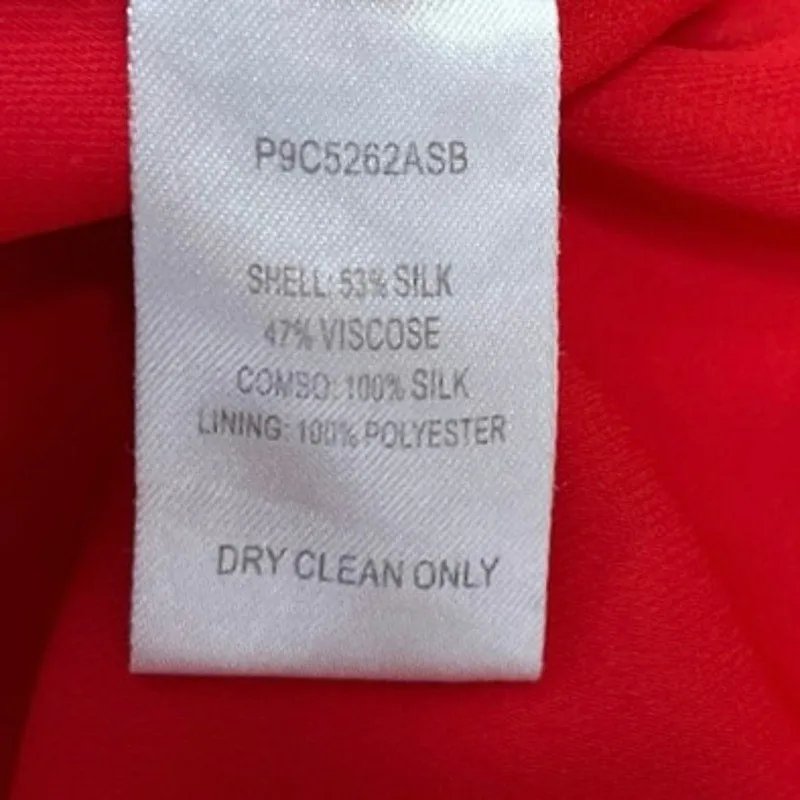 P9C5262ASB
SHELL: 53% SILK
47% VISCOSE
COMBO: 100% SILK
LINING: 100% POLYESTER
DRY CLEAN ONLY